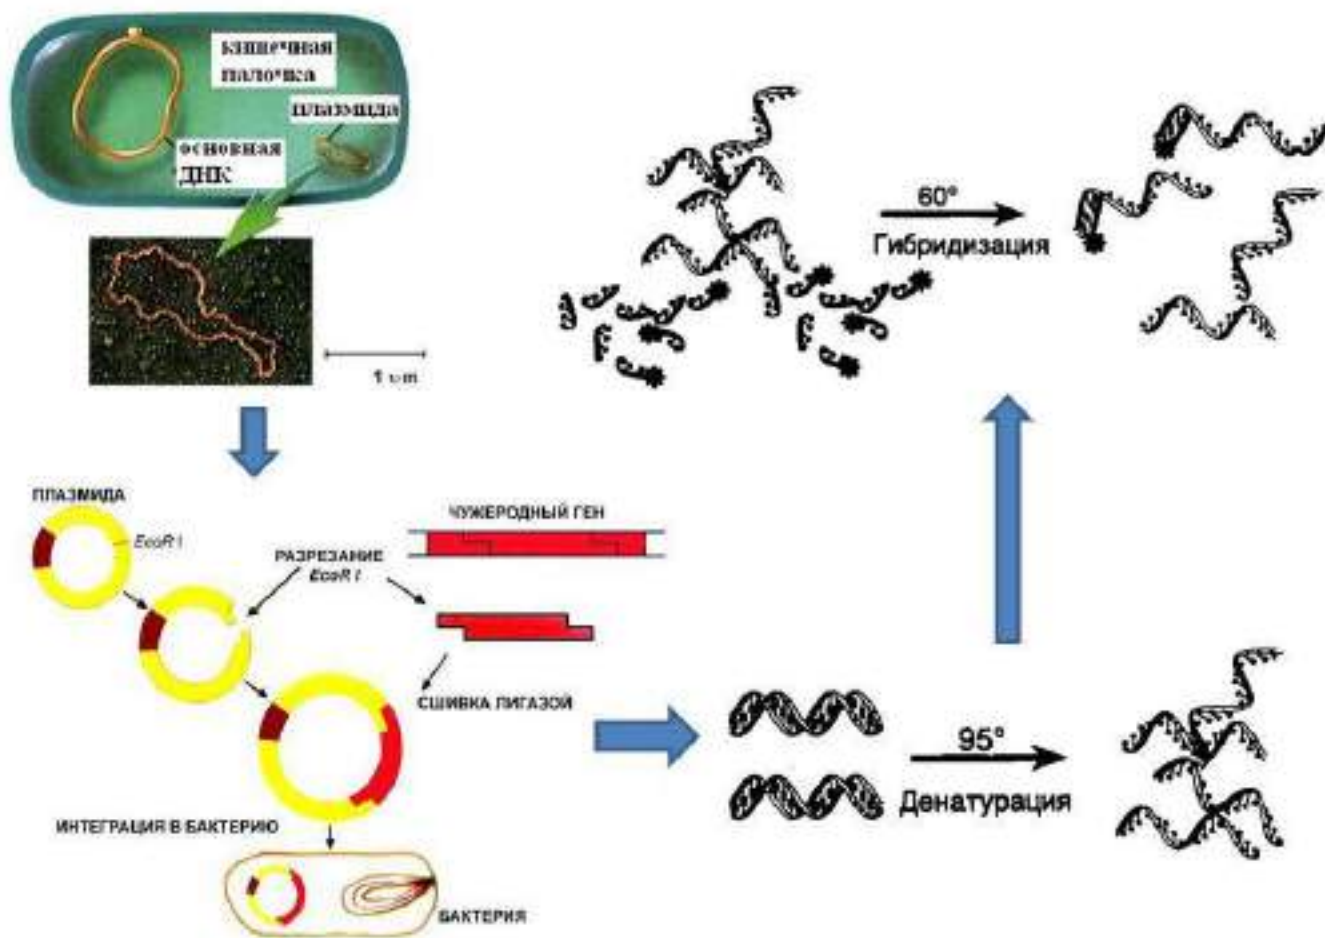 кишечная
палочка
плазмида
основная
ДНК
1 υm
ПЛАЗМИДА
EcoR I
ЧУЖЕРОДНЫЙ ГЕН
РАЗРЕЗАНИЕ
EcoR I
СШИВКА ЛИГАЗОЙ
ИНТЕГРАЦИЯ В БАКТЕРИЮ
БАКТЕРИЯ
60°
Гибридизация
95°
Денатурация